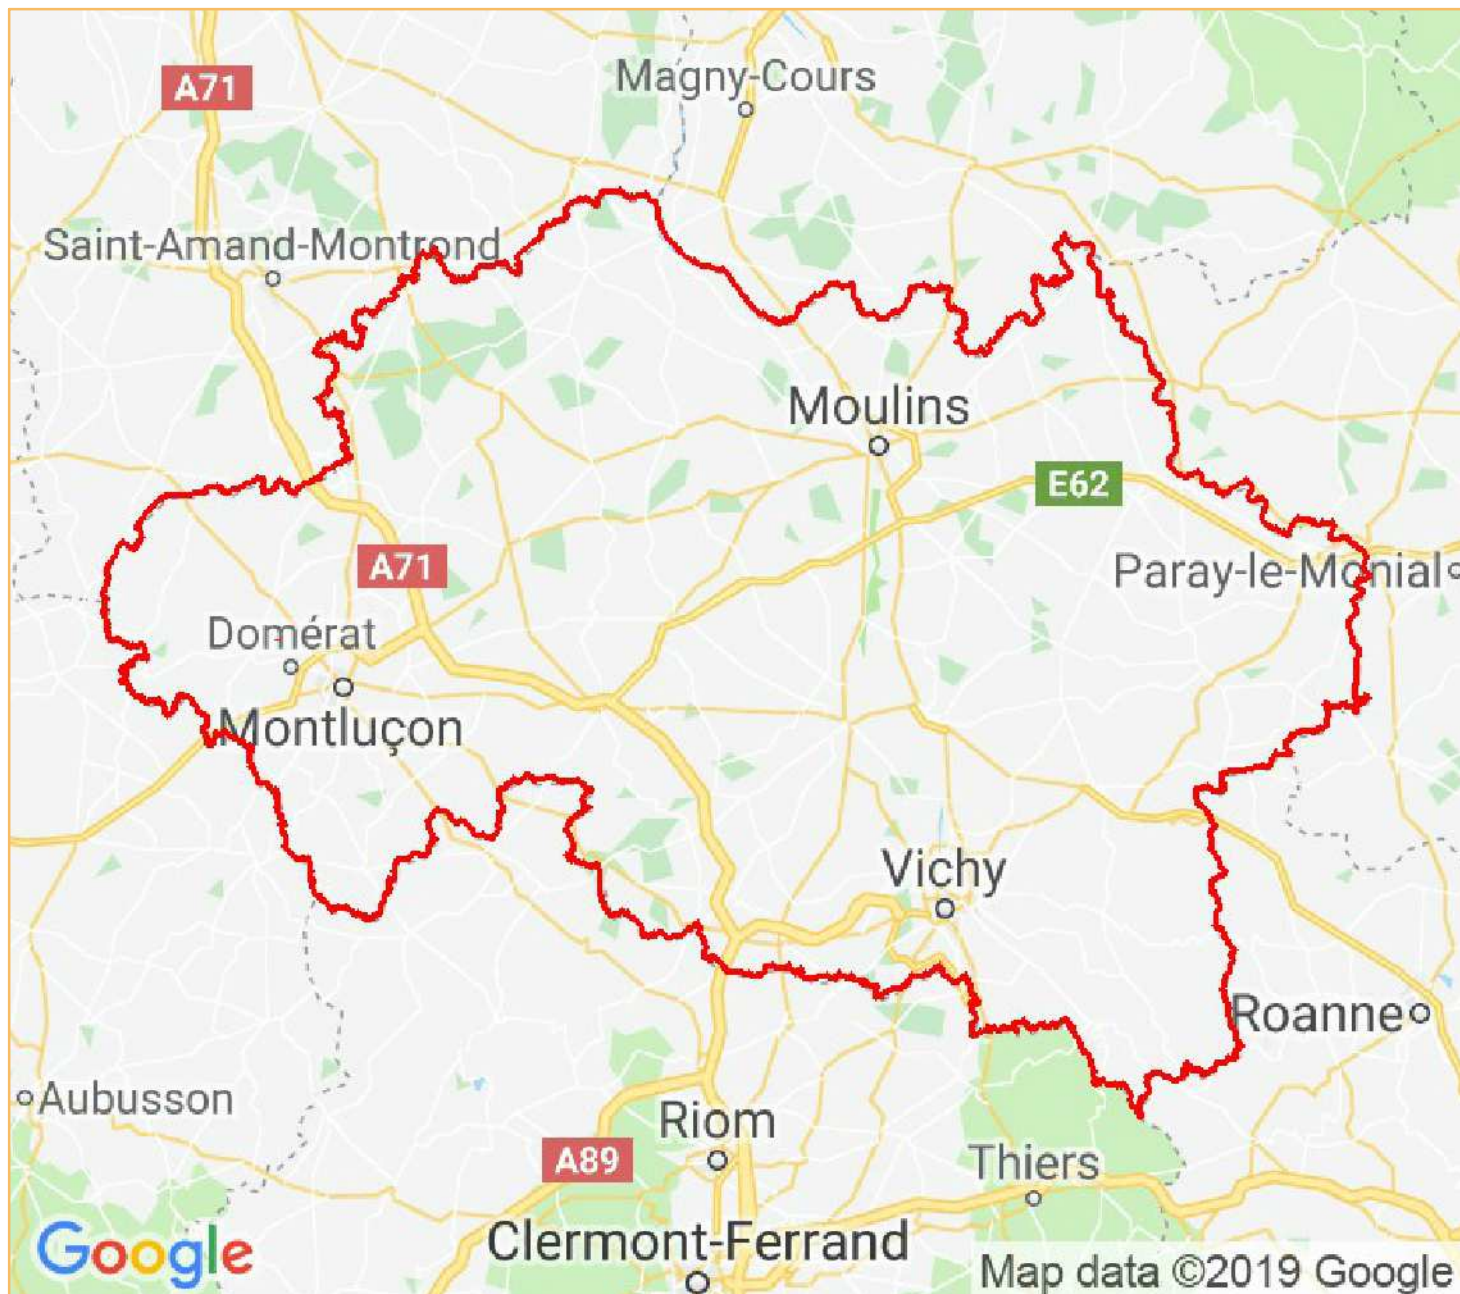 A71
Magny-Cours
Saint-Amand-Montrond
Moulins
E62
A71
Paray-le-Monial
Domérat
Montluçon
Vichy
Roanne
Aubusson
Riom
A89
Thiers
Clermont-Ferrand
Google
Map data ©2019 Google